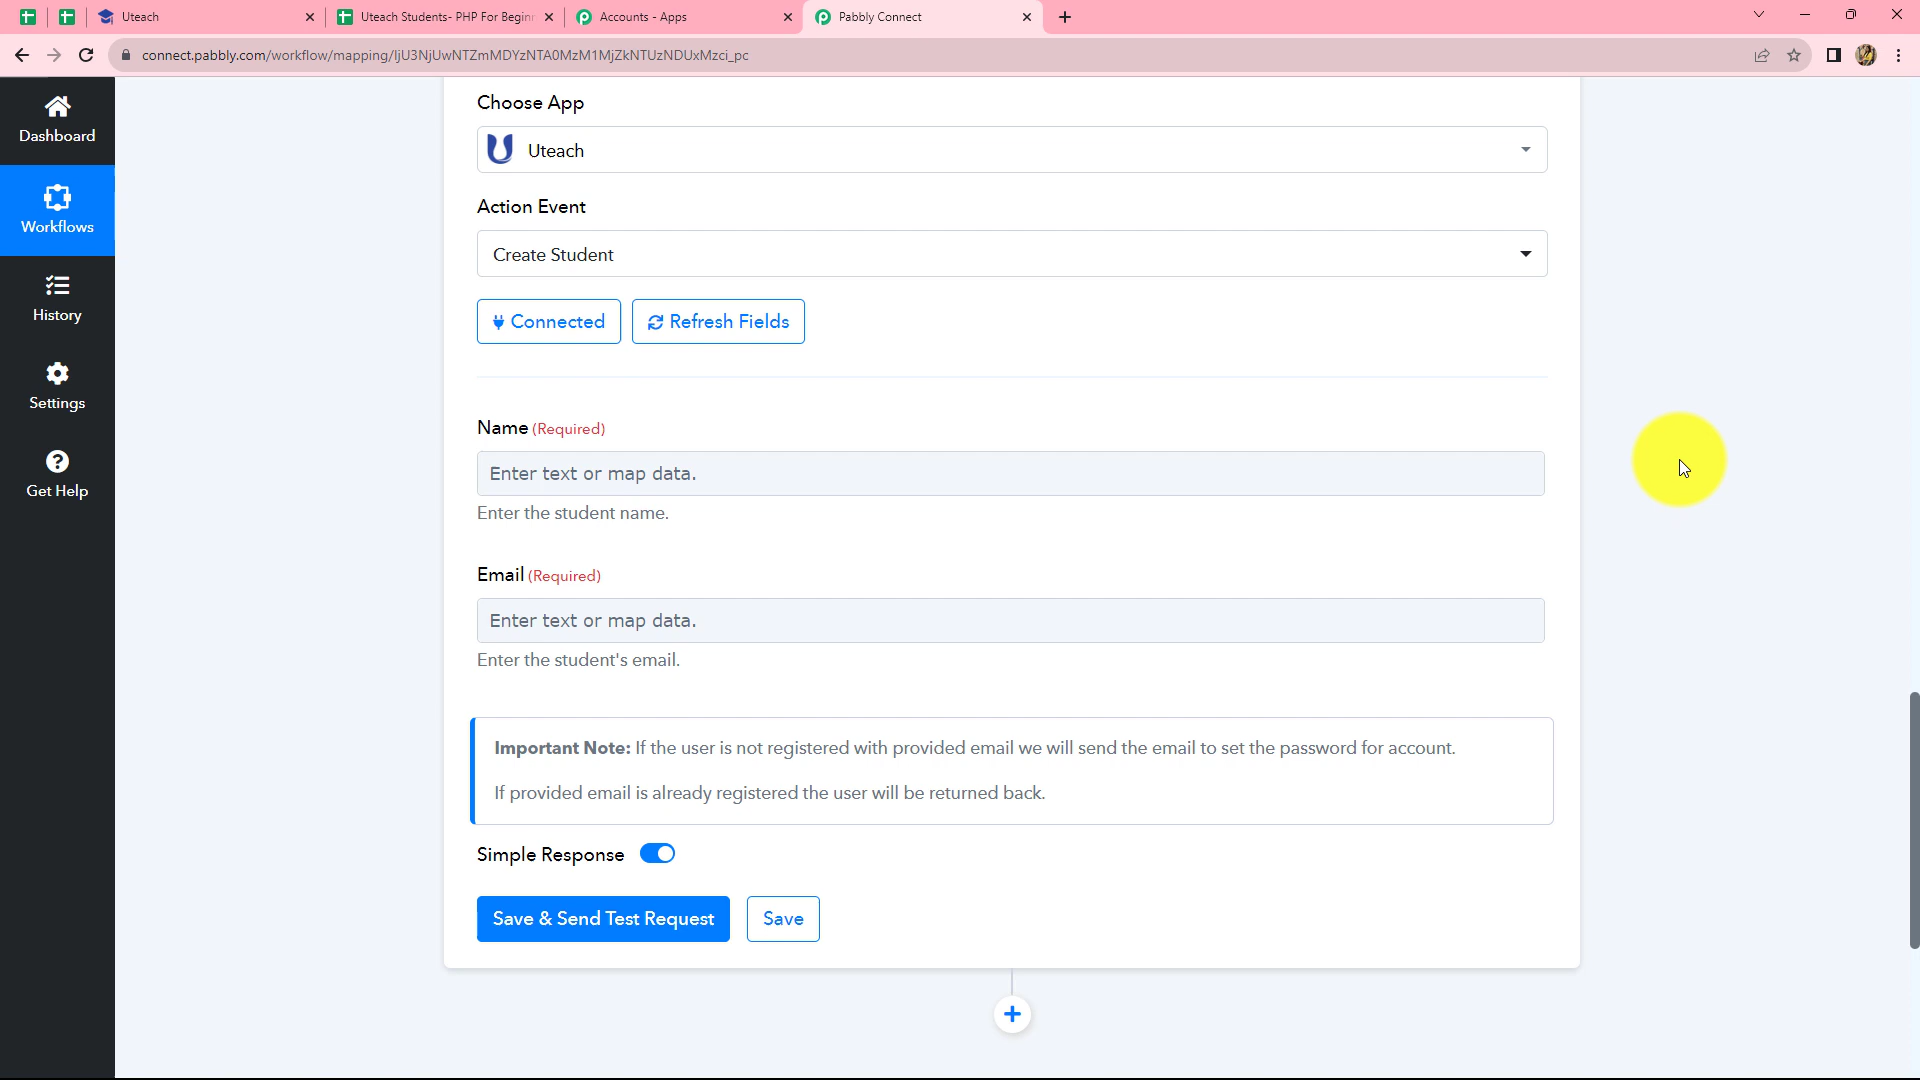 Uteach
Uteach Students- PHP For Beginn
Accounts - Apps
Pabbly Connect
connect.pabbly.com/workflow/mapping/IjU3NjUwNTZmMDYzNTA0MzM1MjZkNTUzNDUxMzci_pc
Dashboard
Workflows
History
Settings
Get Help
Choose App
Uteach
Action Event
Create Student
Connected
Refresh Fields
Name (Required)
Enter text or map data.
Enter the student name.
Email (Required)
Enter text or map data.
Enter the student's email.
Important Note: If the user is not registered with provided email we will send the email to set the password for account.
If provided email is already registered the user will be returned back.
Simple Response
Save & Send Test Request
Save